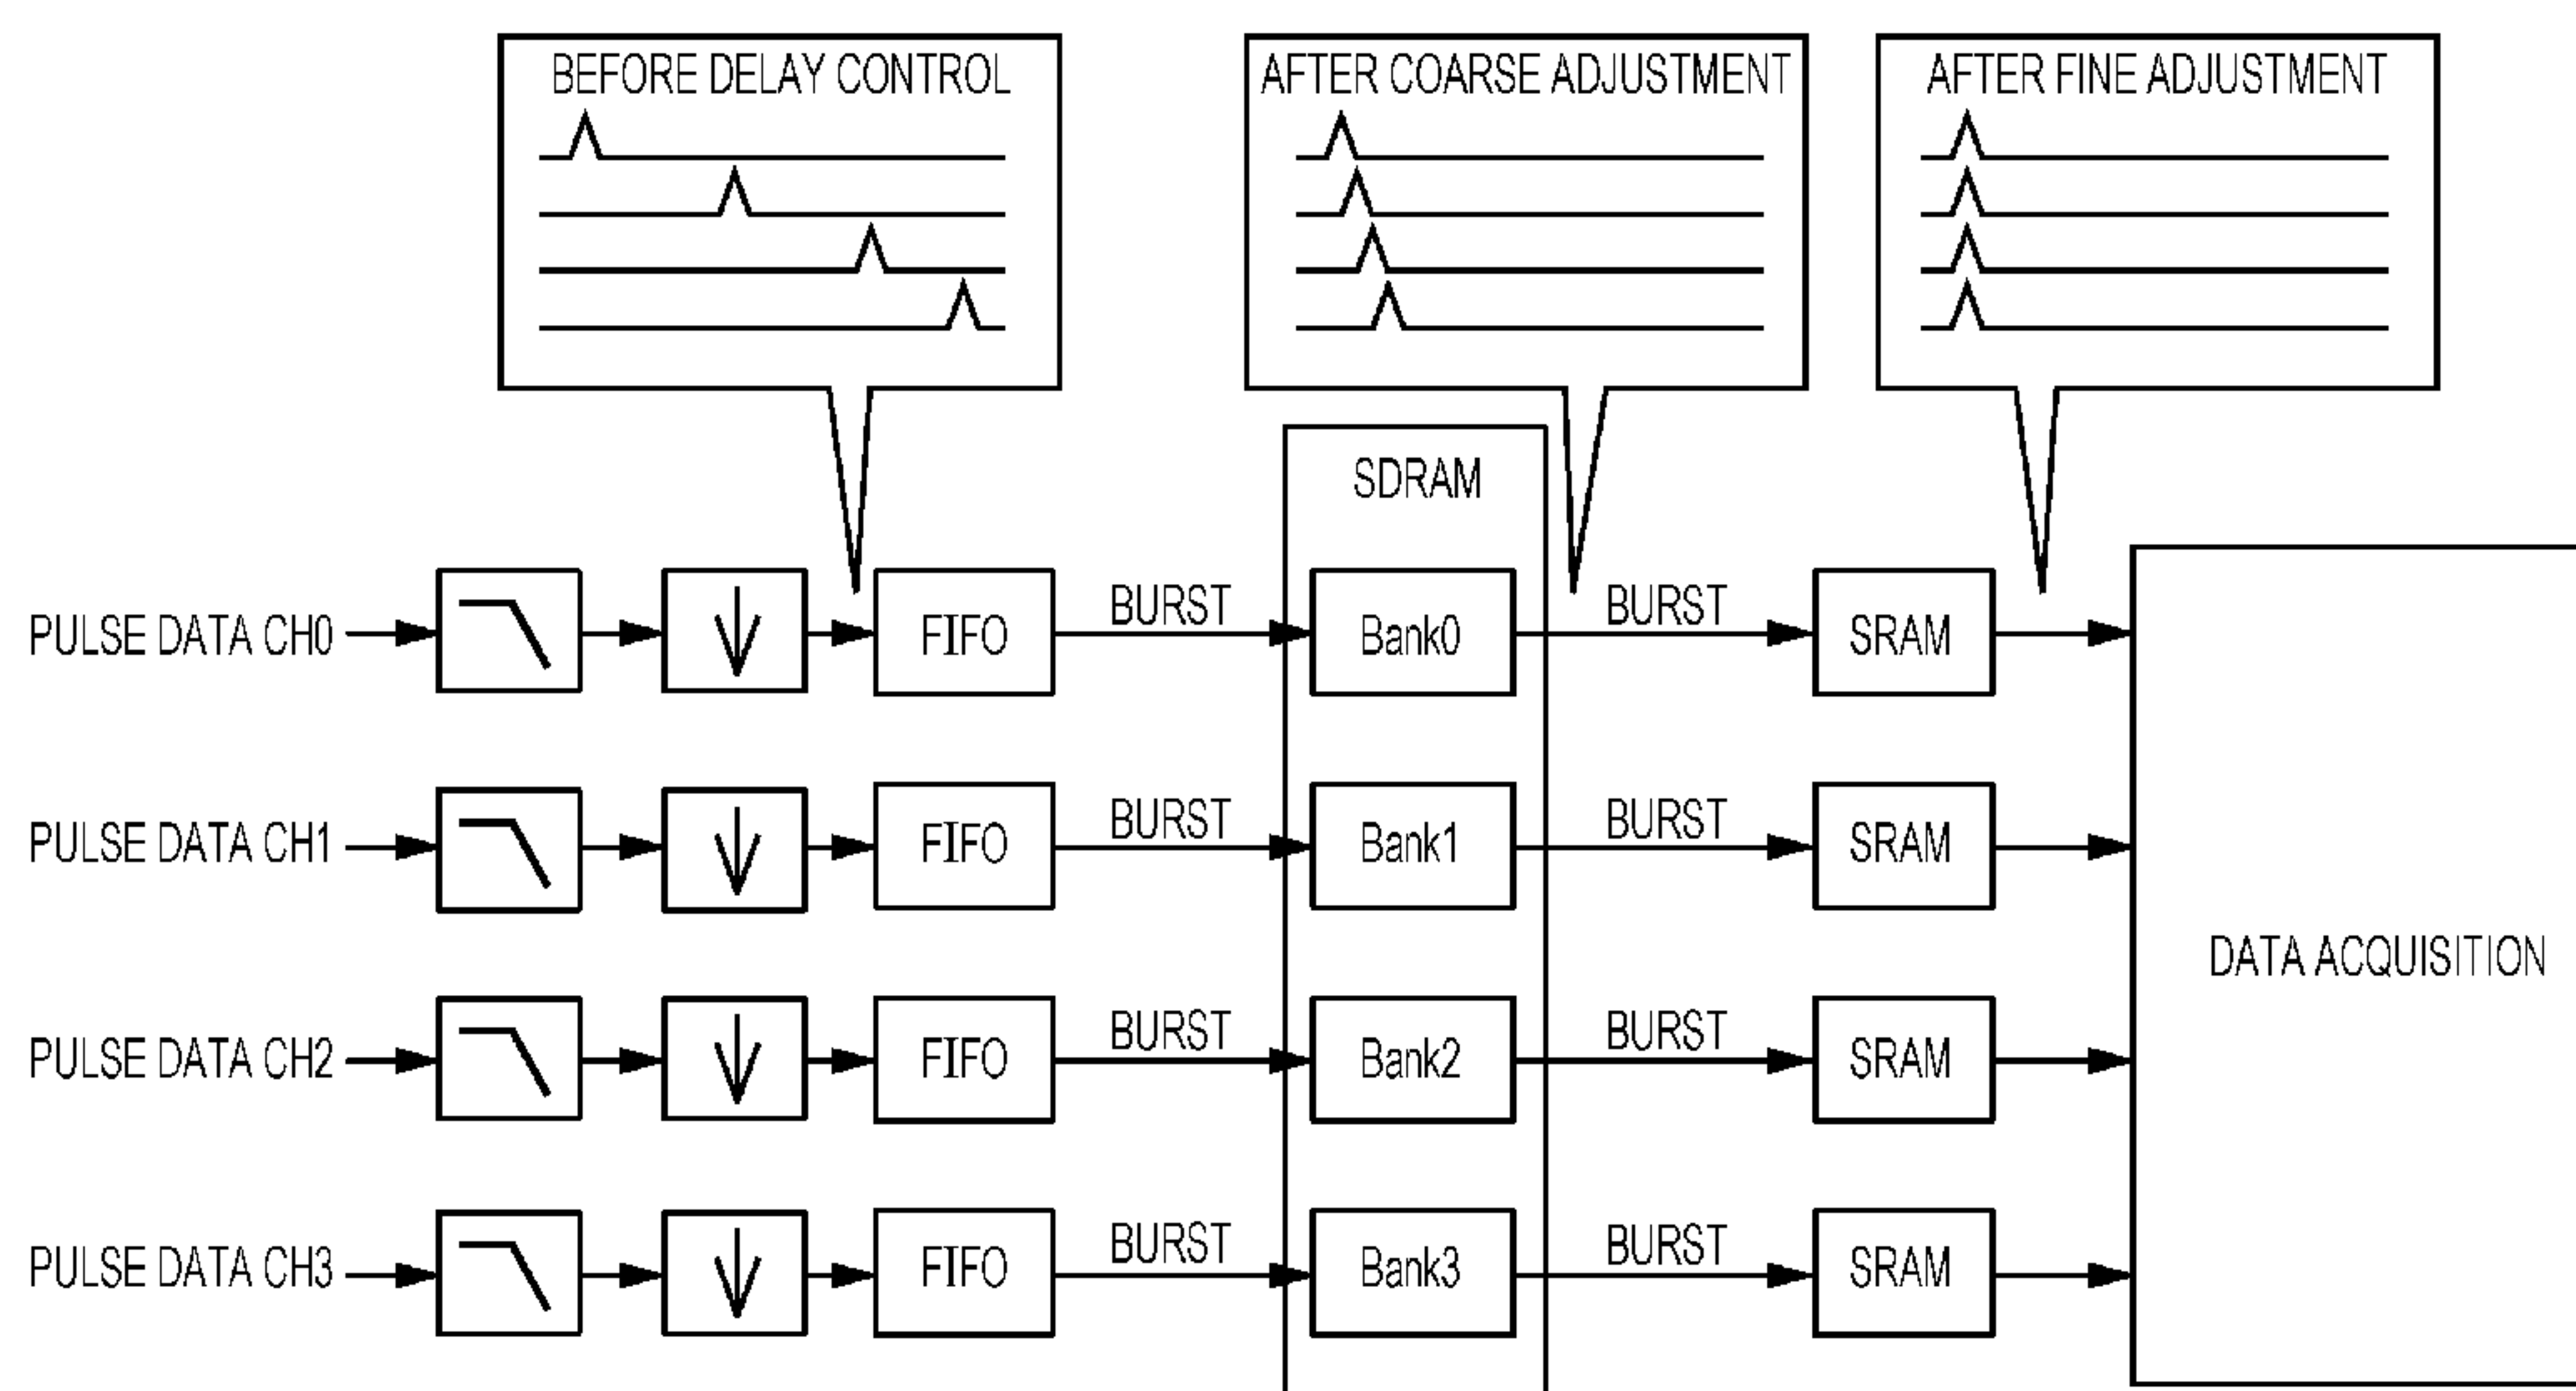 BEFORE DELAY CONTROL
AFTER COARSE ADJUSTMENT
AFTER FINE ADJUSTMENT
SDRAM
PULSE DATA CH0
FIFO
BURST
Bank0
BURST
SRAM
PULSE DATA CH1
FIFO
BURST
Bank1
BURST
SRAM
DATA ACQUISITION
PULSE DATA CH2
FIFO
BURST
Bank2
BURST
SRAM
PULSE DATA CH3
FIFO
BURST
Bank3
BURST
SRAM